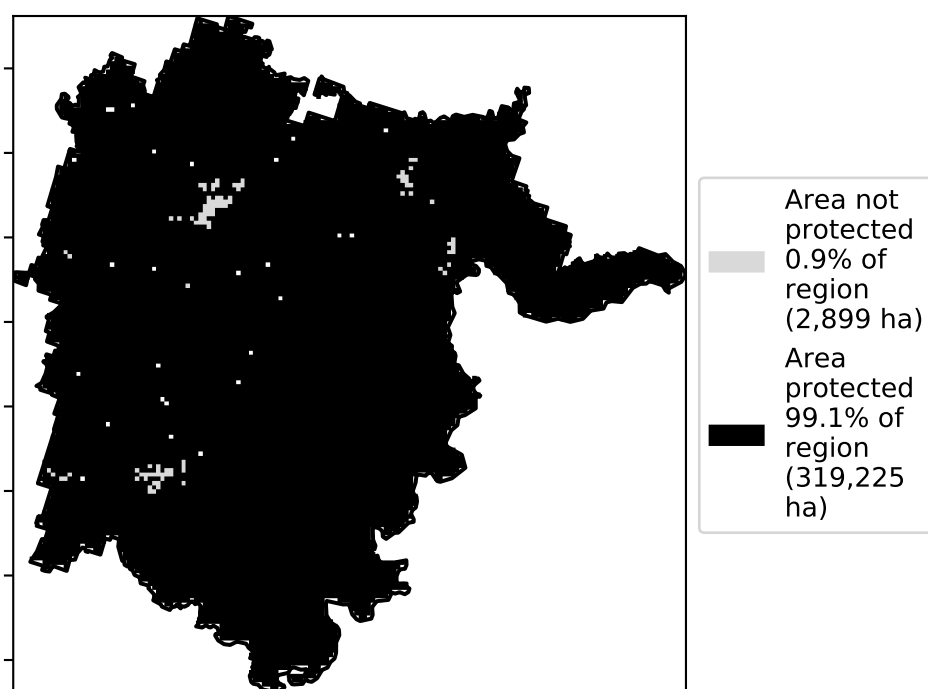 Area not
protected
0.9% of
region
(2,899 ha)
Area
protected
99.1% of
region
(319,225
ha)